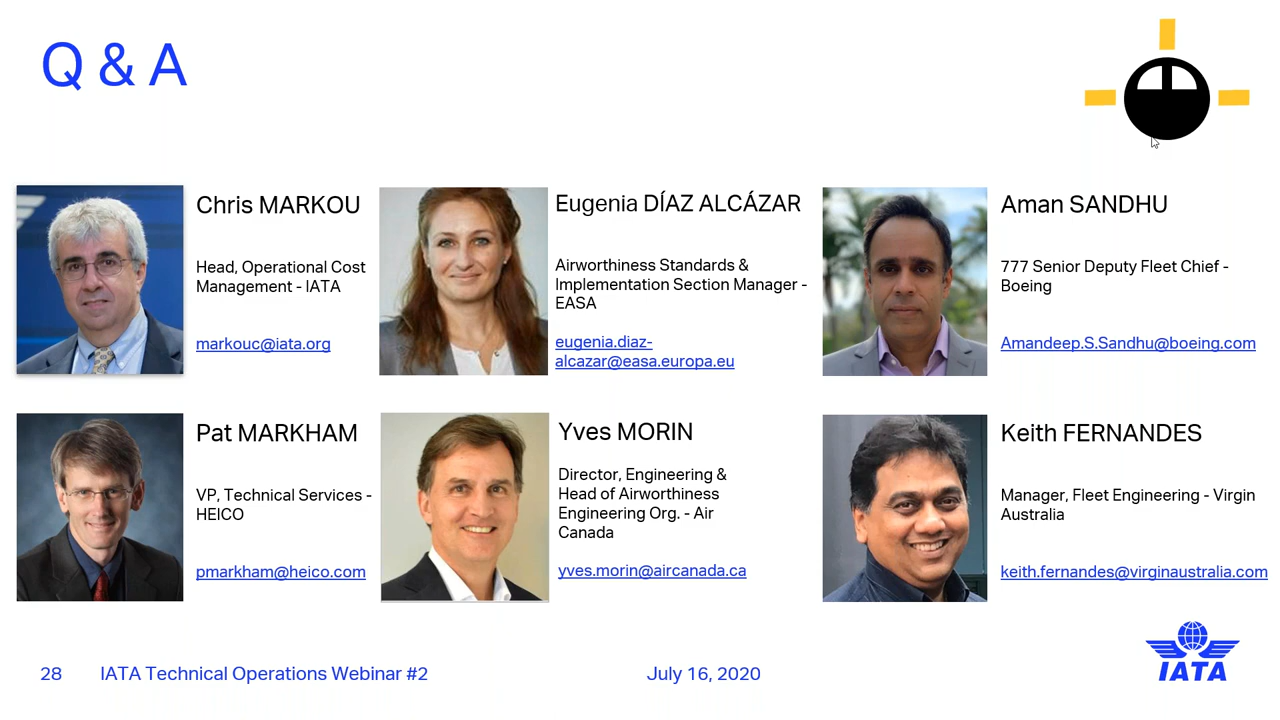 Q & A
Chris MARKOU
Head, Operational Cost
Management - IATA
markouc@iata.org
Eugenia DÍAZ ALCÁZAR
Airworthiness Standards &
Implementation Section Manager -
EASA
eugenia.diaz-
alcazar@easa.europa.eu
Aman SANDHU
777 Senior Deputy Fleet Chief -
Boeing
Amandeep.S.Sandhu@boeing.com
Pat MARKHAM
VP, Technical Services -
HEICO
pmarkham@heico.com
Yves MORIN
Director, Engineering &
Head of Airworthiness
Engineering Org. - Air
Canada
yves.morin@aircanada.ca
Keith FERNANDES
Manager, Fleet Engineering - Virgin
Australia
keith.fernandes@virginaustralia.com
28 IATA Technical Operations Webinar #2 July 16, 2020
IATA